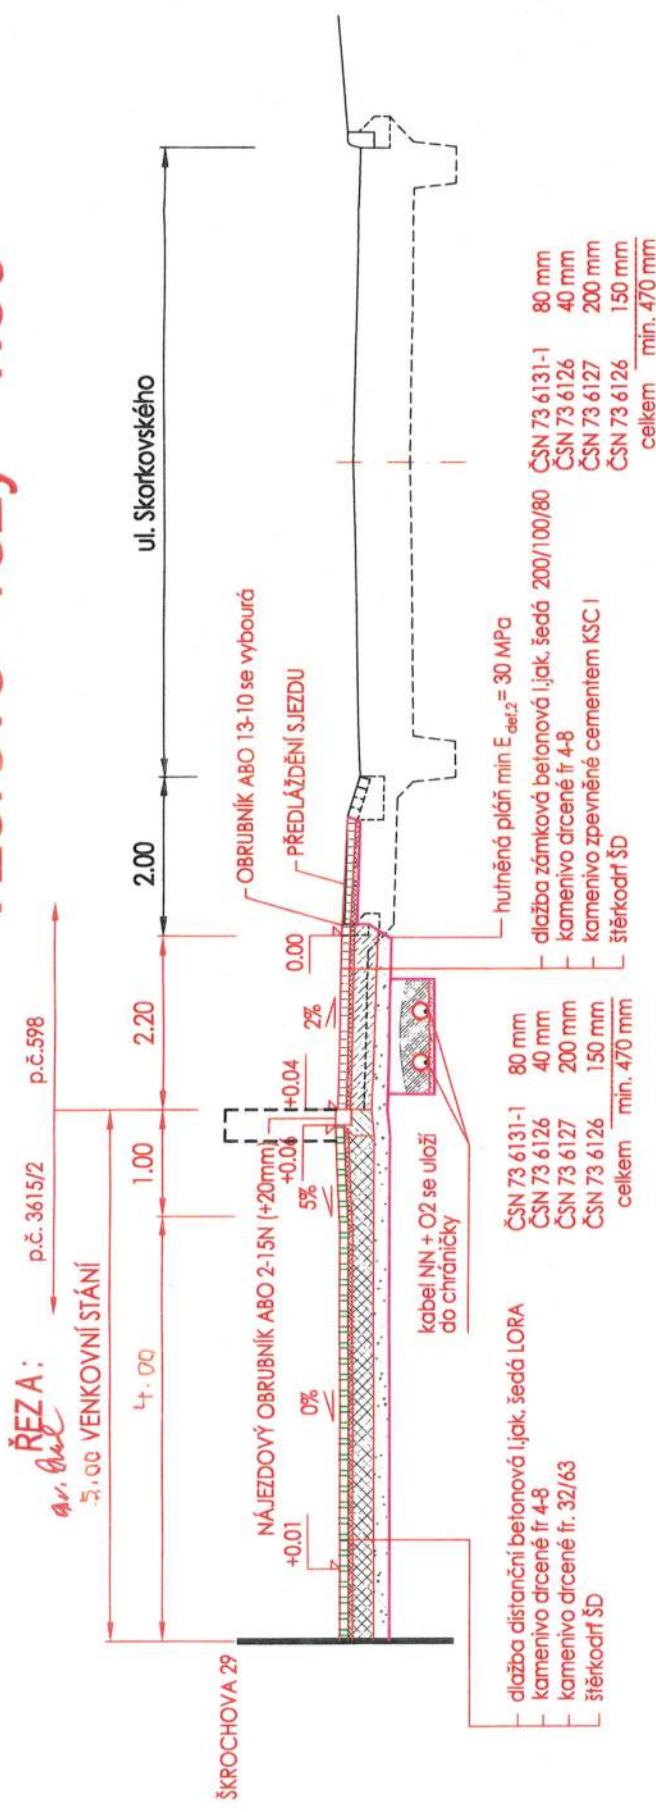 ŘEZ A :
p.č. 3615/2
p.č.598
5,00 VENKOVNÍ STÁNÍ
4.00
1.00
2.20
2.00
ul. Skorkovského
ŠKROCHOVA 29
NÁJEZDOVÝ OBRUBNÍK ABO 2-15N (+20mm)
OBRUBNÍK ABO 13-10 se vybourá
PŘEDLÁŽDĚNÍ SJEZDU
+0.01
0%
5%
+0.06
+0.04
2%
0.00
kabel NN + O2 se uloží
do chráničky
hutněná pláň min E def,2 = 30 MPa
dlažba distanční betonová I.jak, šedá LORA ČSN 73 6131-1 80 mm
kamenivo drcené fr 4-8 ČSN 73 6126 40 mm
kamenivo drcené fr. 32/63 ČSN 73 6127 200 mm
štěrkodrť ŠD ČSN 73 6126 150 mm
celkem min. 470 mm
dlažba zámková betonová I.jak, šedá 200/100/80 ČSN 73 6131-1 80 mm
kamenivo drcené fr 4-8 ČSN 73 6126 40 mm
kamenivo zpevněné cementem KSC I ČSN 73 6127 200 mm
štěrkodrť ŠD ČSN 73 6126 150 mm
celkem min. 470 mm